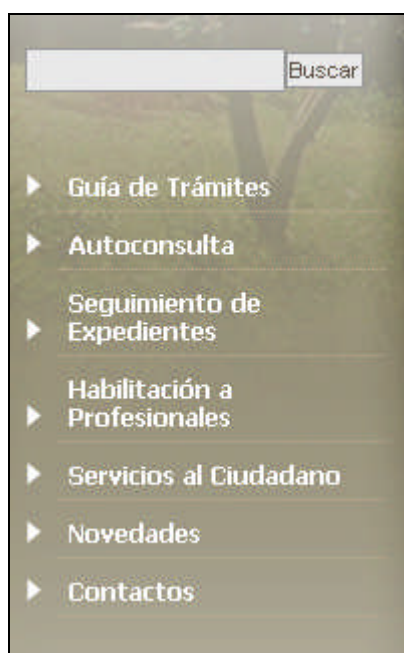 Buscar
Guía de Trámites
Autoconsulta
Seguimiento de
Expedientes
Habilitación a
Profesionales
Servicios al Ciudadano
Novedades
Contactos